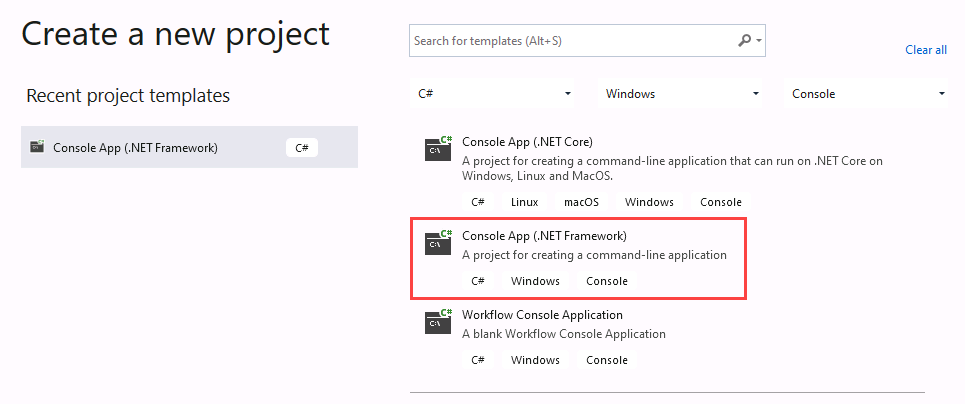 Create a new project
Search for templates (Alt+S)
Clear all
Recent project templates
C#
Windows
Console
Console App (.NET Framework)
C#
C#
C:\
Console App (.NET Core)
A project for creating a command-line application that can run on .NET Core on
Windows, Linux and MacOS.
C# Linux macOS Windows Console
C#
C:\
Console App (.NET Framework)
A project for creating a command-line application
C# Windows Console
C#
C:\
Workflow Console Application
A blank Workflow Console Application
C# Windows Console